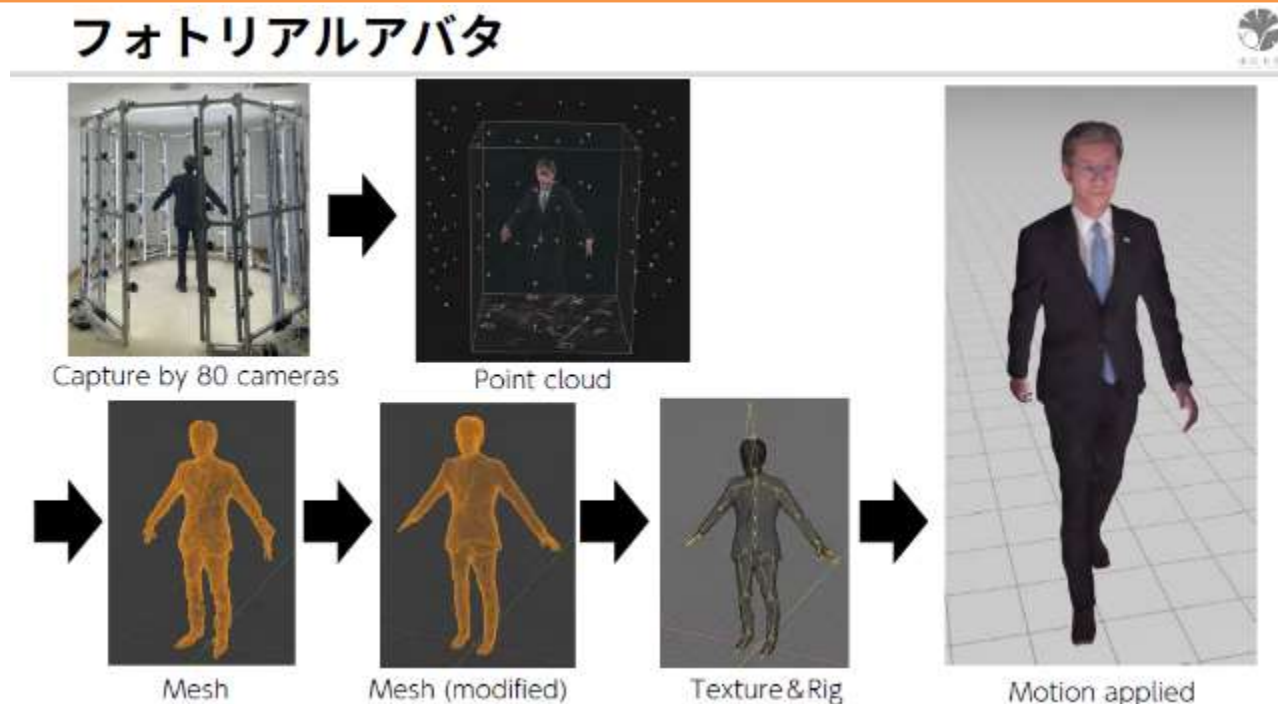 フォトリアルアバタ
Capture by 80 cameras
Point cloud
Mesh
Mesh (modified)
Texture&Rig
Motion applied